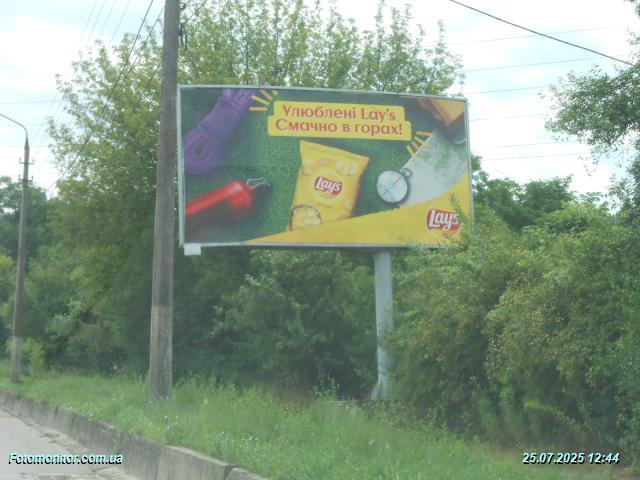 Улюблені Lay's
Смачно в горах!
Lay's
Lay's
Fotomonitor.com.ua
25.07.2025 12:44